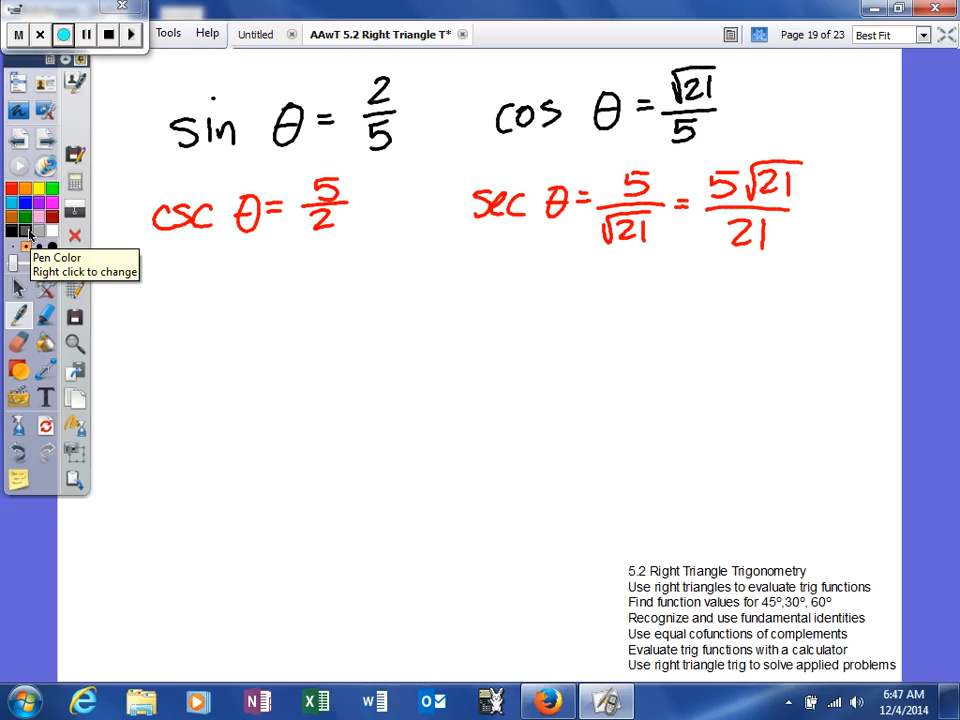 Tools Help Untitled AAwT 5.2 Right Triangle T* Page 19 of 23 Best Fit
M
sin θ = 2/5 cos θ = √21/5
csc θ = 5/2 sec θ = 5/√21 = 5√21/21
Pen Color
Right click to change
T
5.2 Right Triangle Trigonometry
Use right triangles to evaluate trig functions
Find function values for 45°,30°, 60°
Recognize and use fundamental identities
Use equal cofunctions of complements
Evaluate trig functions with a calculator
Use right triangle trig to solve applied problems
6:47 AM
12/4/2014